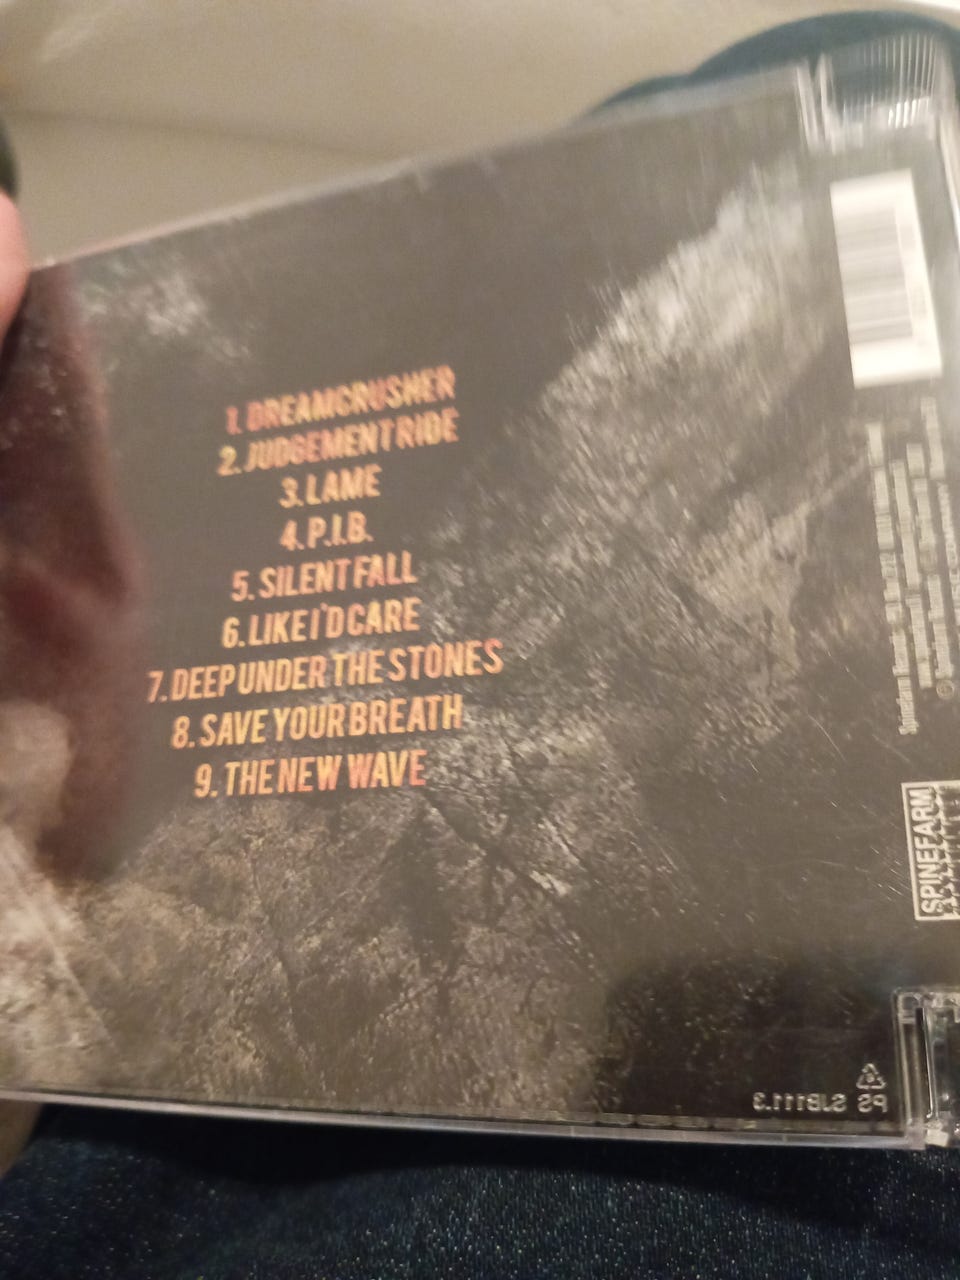 1. DREAMCRUSHER
2. JUDGEMENT RIDE
3. LAME
4. P.I.B.
5. SILENT FALL
6. LIKE I'D CARE
7. DEEP UNDER THE STONES
8. SAVE YOUR BREATH
9. THE NEW WAVE
SPINEFARM
PS SJB111.3